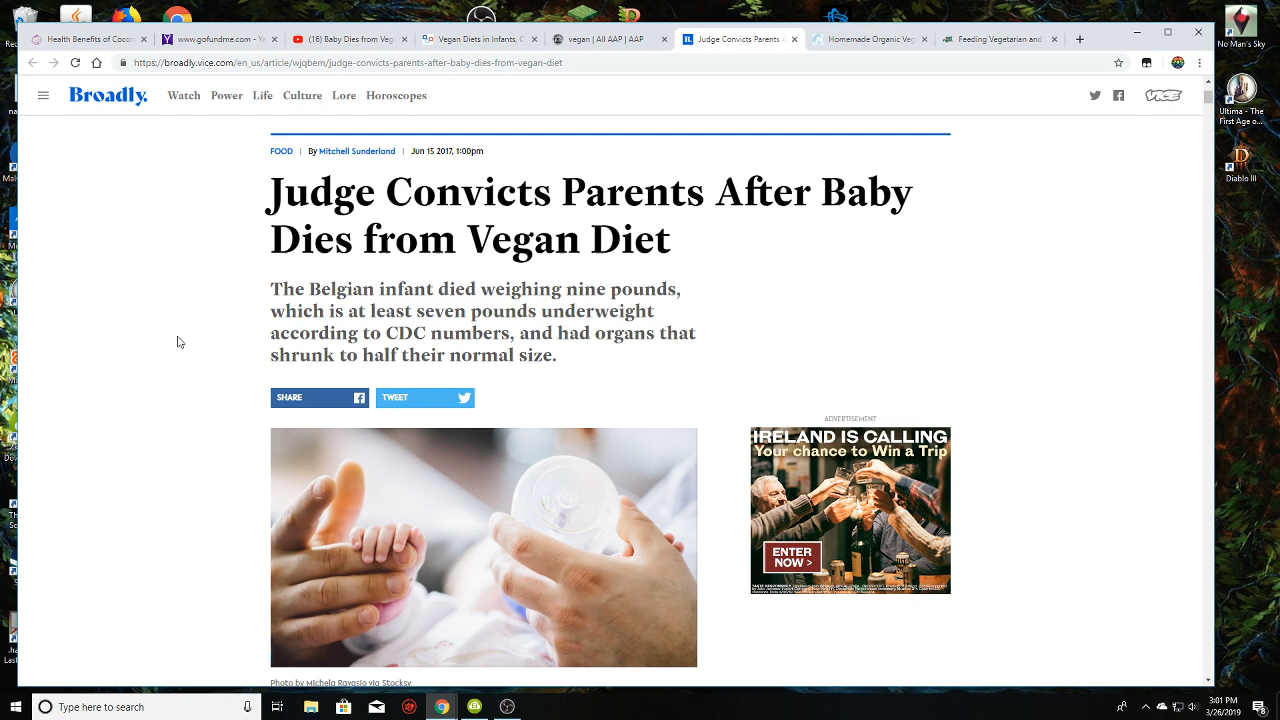 Health Benefits of Cocon
www.gofundme.com - Ya
(16) Baby Dies from Vega
Vegan Diets in Infants, C
vegan | All AAP | AAP
Judge Convicts Parents A
Homemade Organic Veg
Feeding Vegetarian and
https://broadly.vice.com/en_us/article/wjqbem/judge-convicts-parents-after-baby-dies-from-vegan-diet
No Man's Sky
Broadly.
Watch Power Life Culture Lore Horoscopes
VICE
Ultima - The
First Age o...
Diablo III
FOOD | By Mitchell Sunderland | Jun 15 2017, 1:00pm
Judge Convicts Parents After Baby
Dies from Vegan Diet
The Belgian infant died weighing nine pounds,
which is at least seven pounds underweight
according to CDC numbers, and had organs that
shrunk to half their normal size.
SHARE
TWEET
ADVERTISEMENT
IRELAND IS CALLING
Your chance to Win a Trip
ENTER
NOW >
Photo by Michela Ravasio via Stocksy
Type here to search
3:01 PM
3/26/2019
8